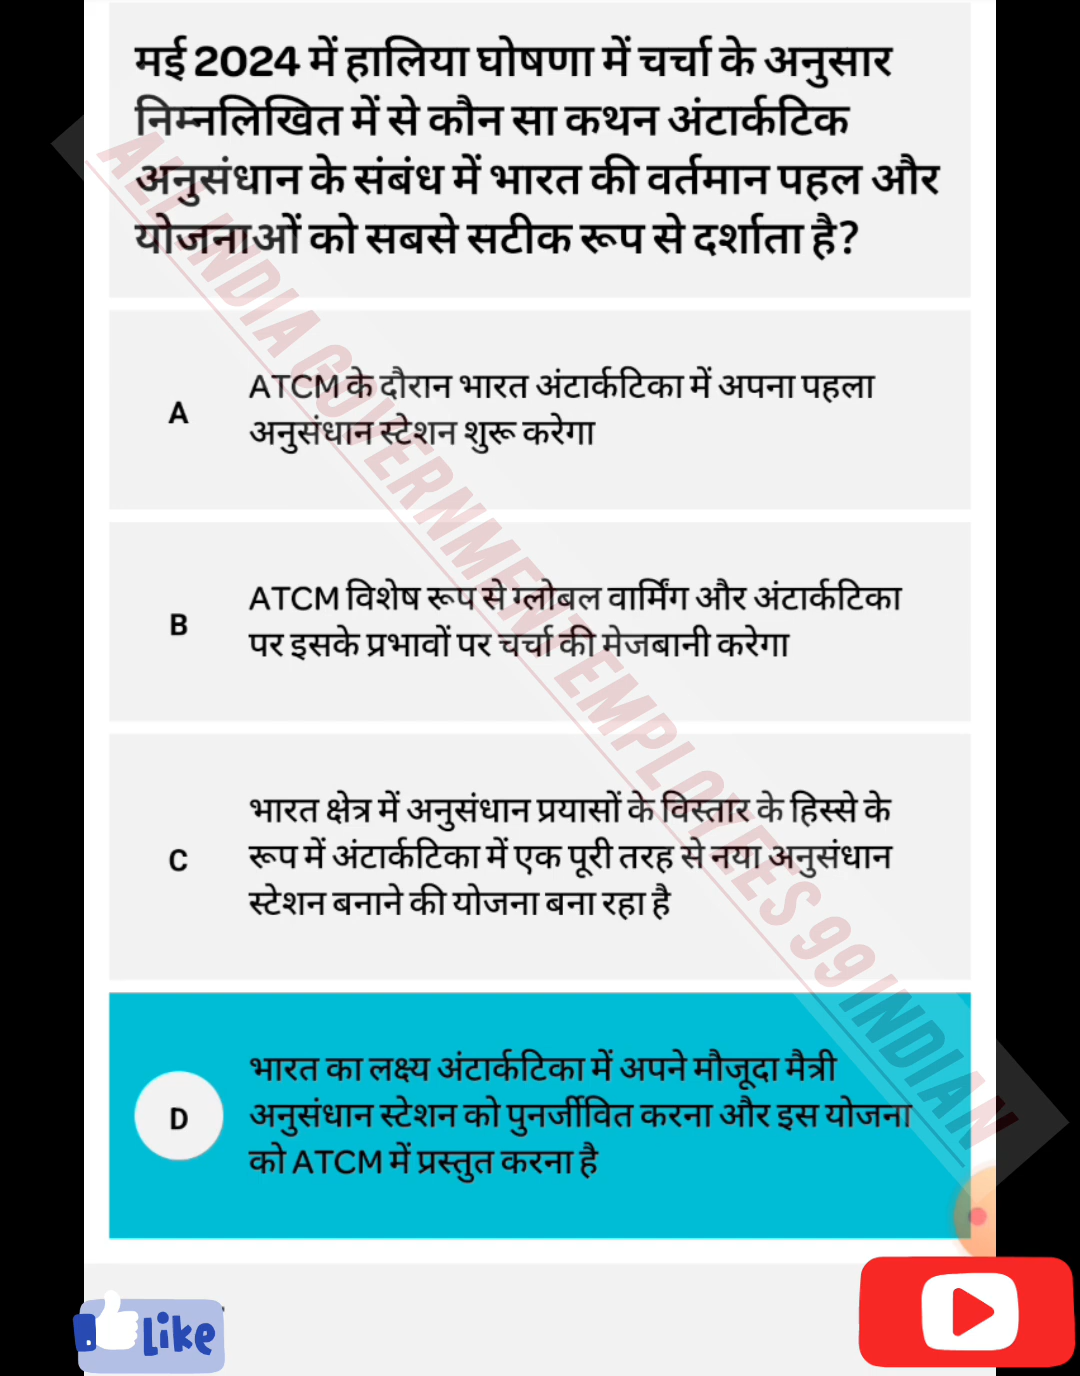 मई 2024 में हालिया घोषणा में चर्चा के अनुसार
निम्नलिखित में से कौन सा कथन अंटार्कटिक
अनुसंधान के संबंध में भारत की वर्तमान पहल और
योजनाओं को सबसे सटीक रूप से दर्शाता है?
A
ATCM के दौरान भारत अंटार्कटिका में अपना पहला
अनुसंधान स्टेशन शुरू करेगा
B
ATCM विशेष रूप से ग्लोबल वार्मिंग और अंटार्कटिका
पर इसके प्रभावों पर चर्चा की मेजबानी करेगा
C
भारत क्षेत्र में अनुसंधान प्रयासों के विस्तार के हिस्से के
रूप में अंटार्कटिका में एक पूरी तरह से नया अनुसंधान
स्टेशन बनाने की योजना बना रहा है
D
भारत का लक्ष्य अंटार्कटिका में अपने मौजूदा मैत्री
अनुसंधान स्टेशन को पुनर्जीवित करना और इस योजना
को ATCM में प्रस्तुत करना है
ALL INDIA GOVERNMENT EMPLOYEES 99 INDIAN
Like